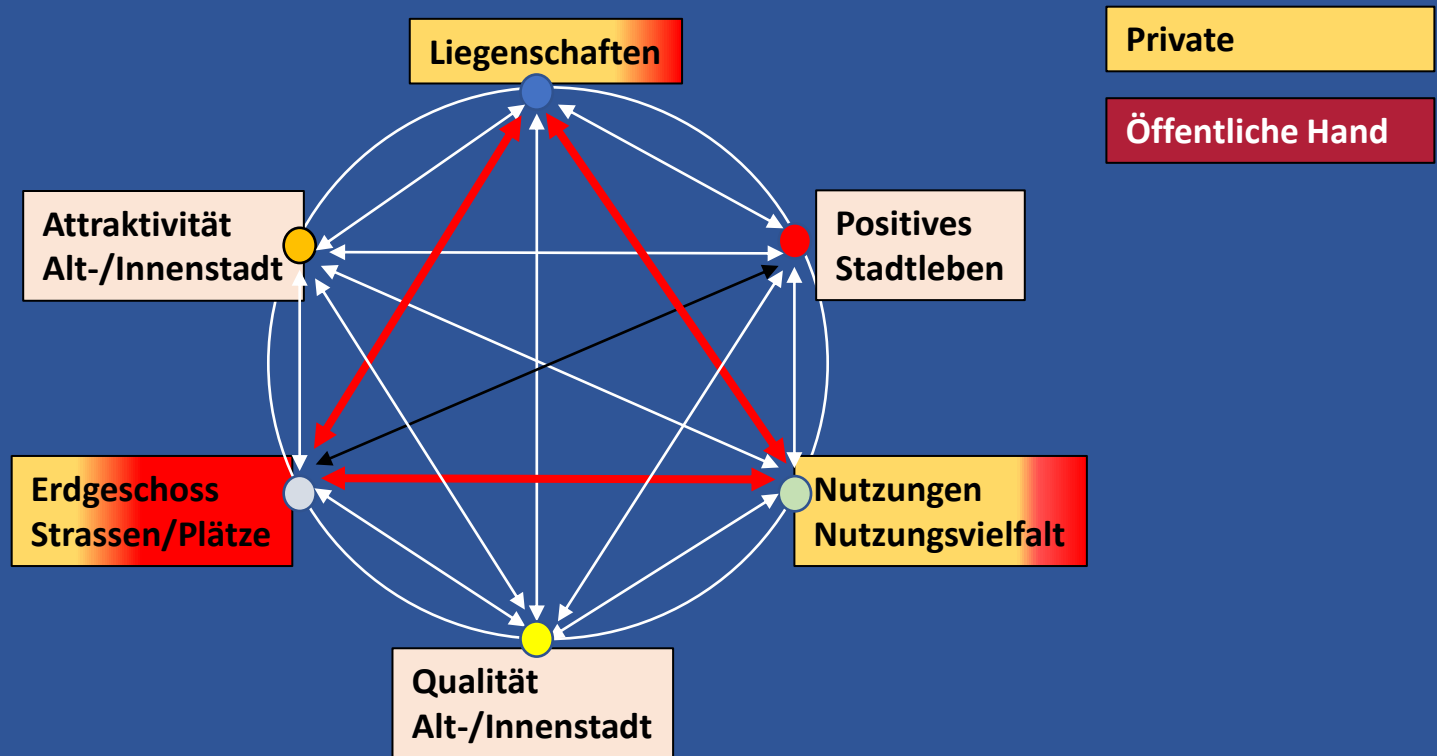 Liegenschaften
Private
Öffentliche Hand
Attraktivität
Alt-/Innenstadt
Positives
Stadtleben
Erdgeschoss
Strassen/Plätze
Nutzungen
Nutzungsvielfalt
Qualität
Alt-/Innenstadt